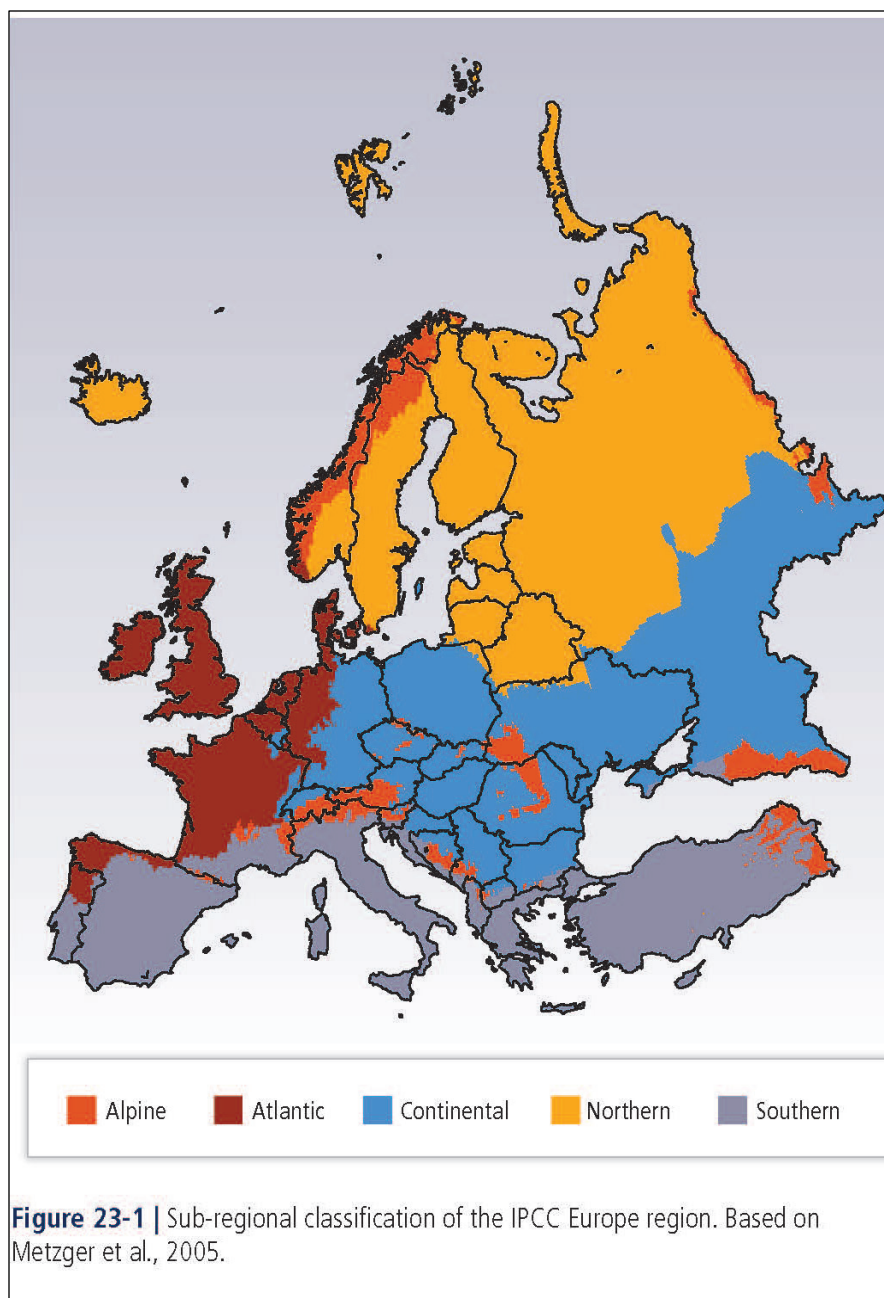 Alpine Atlantic Continental Northern Southern
Figure 23-1 | Sub-regional classification of the IPCC Europe region. Based on
Metzger et al., 2005.